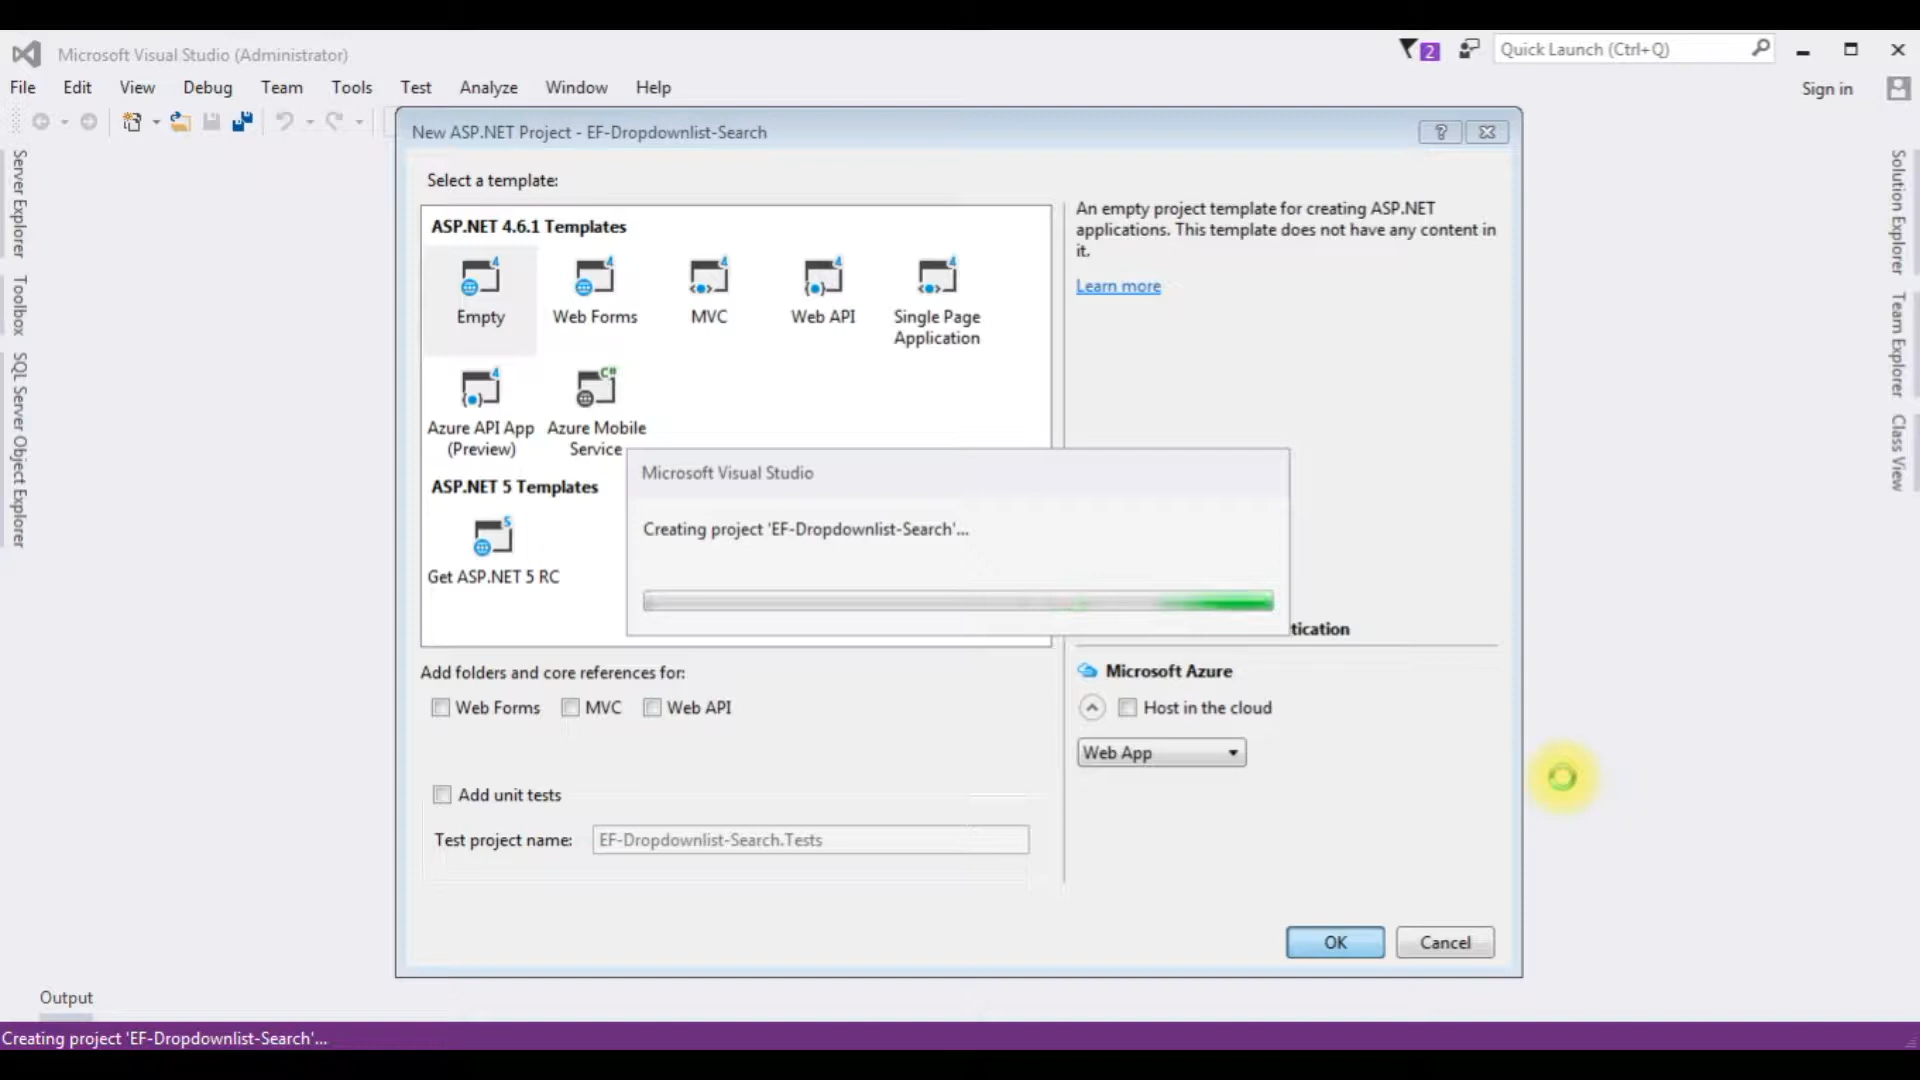 Microsoft Visual Studio (Administrator)
2
Quick Launch (Ctrl+Q)
File Edit View Debug Team Tools Test Analyze Window Help
Sign in
New ASP.NET Project - EF-Dropdownlist-Search
?
Server Explorer
Toolbox
SQL Server Object Explorer
Solution Explorer
Team Explorer
Class View
Select a template:
ASP.NET 4.6.1 Templates
Empty
Web Forms
MVC
Web API
Single Page
Application
Azure API App
(Preview)
Azure Mobile
Service
ASP.NET 5 Templates
Get ASP.NET 5 RC
An empty project template for creating ASP.NET
applications. This template does not have any content in
it.
Learn more
Microsoft Visual Studio
Creating project 'EF-Dropdownlist-Search'...
tication
Add folders and core references for:
Web Forms MVC Web API
Microsoft Azure
Host in the cloud
Web App
Add unit tests
Test project name: EF-Dropdownlist-Search.Tests
OK Cancel
Output
Creating project 'EF-Dropdownlist-Search'...